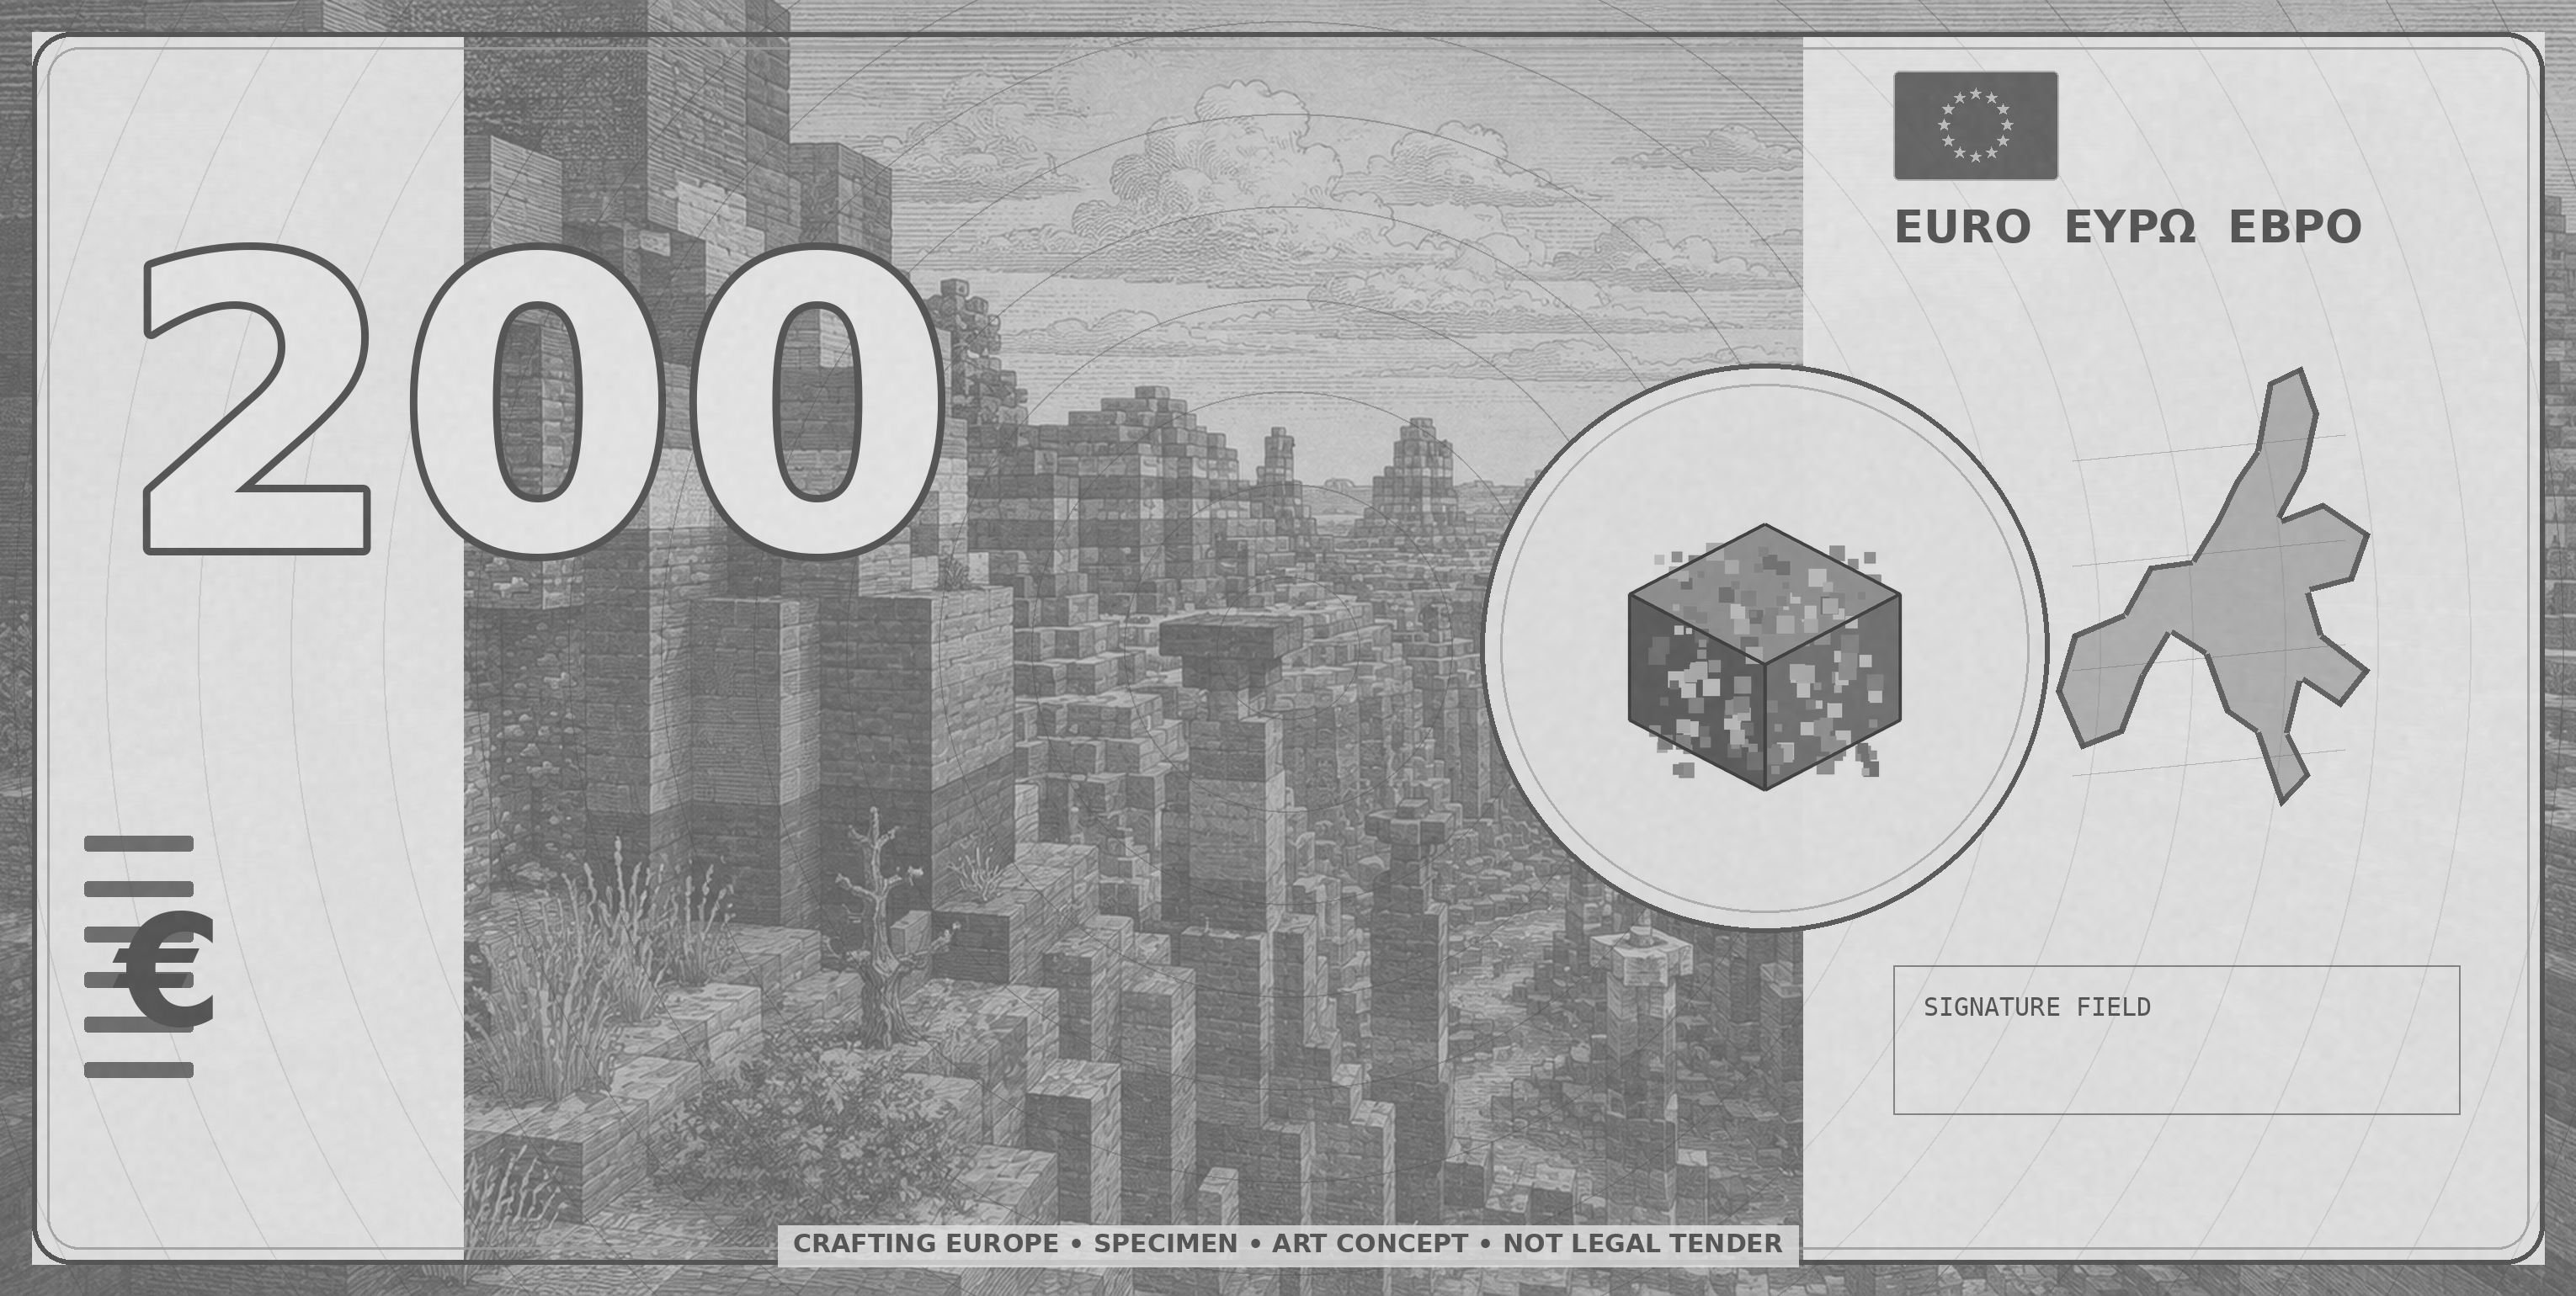 200
EURO ΕΥΡΩ ЕВРО
€
SIGNATURE FIELD
CRAFTING EUROPE • SPECIMEN • ART CONCEPT • NOT LEGAL TENDER